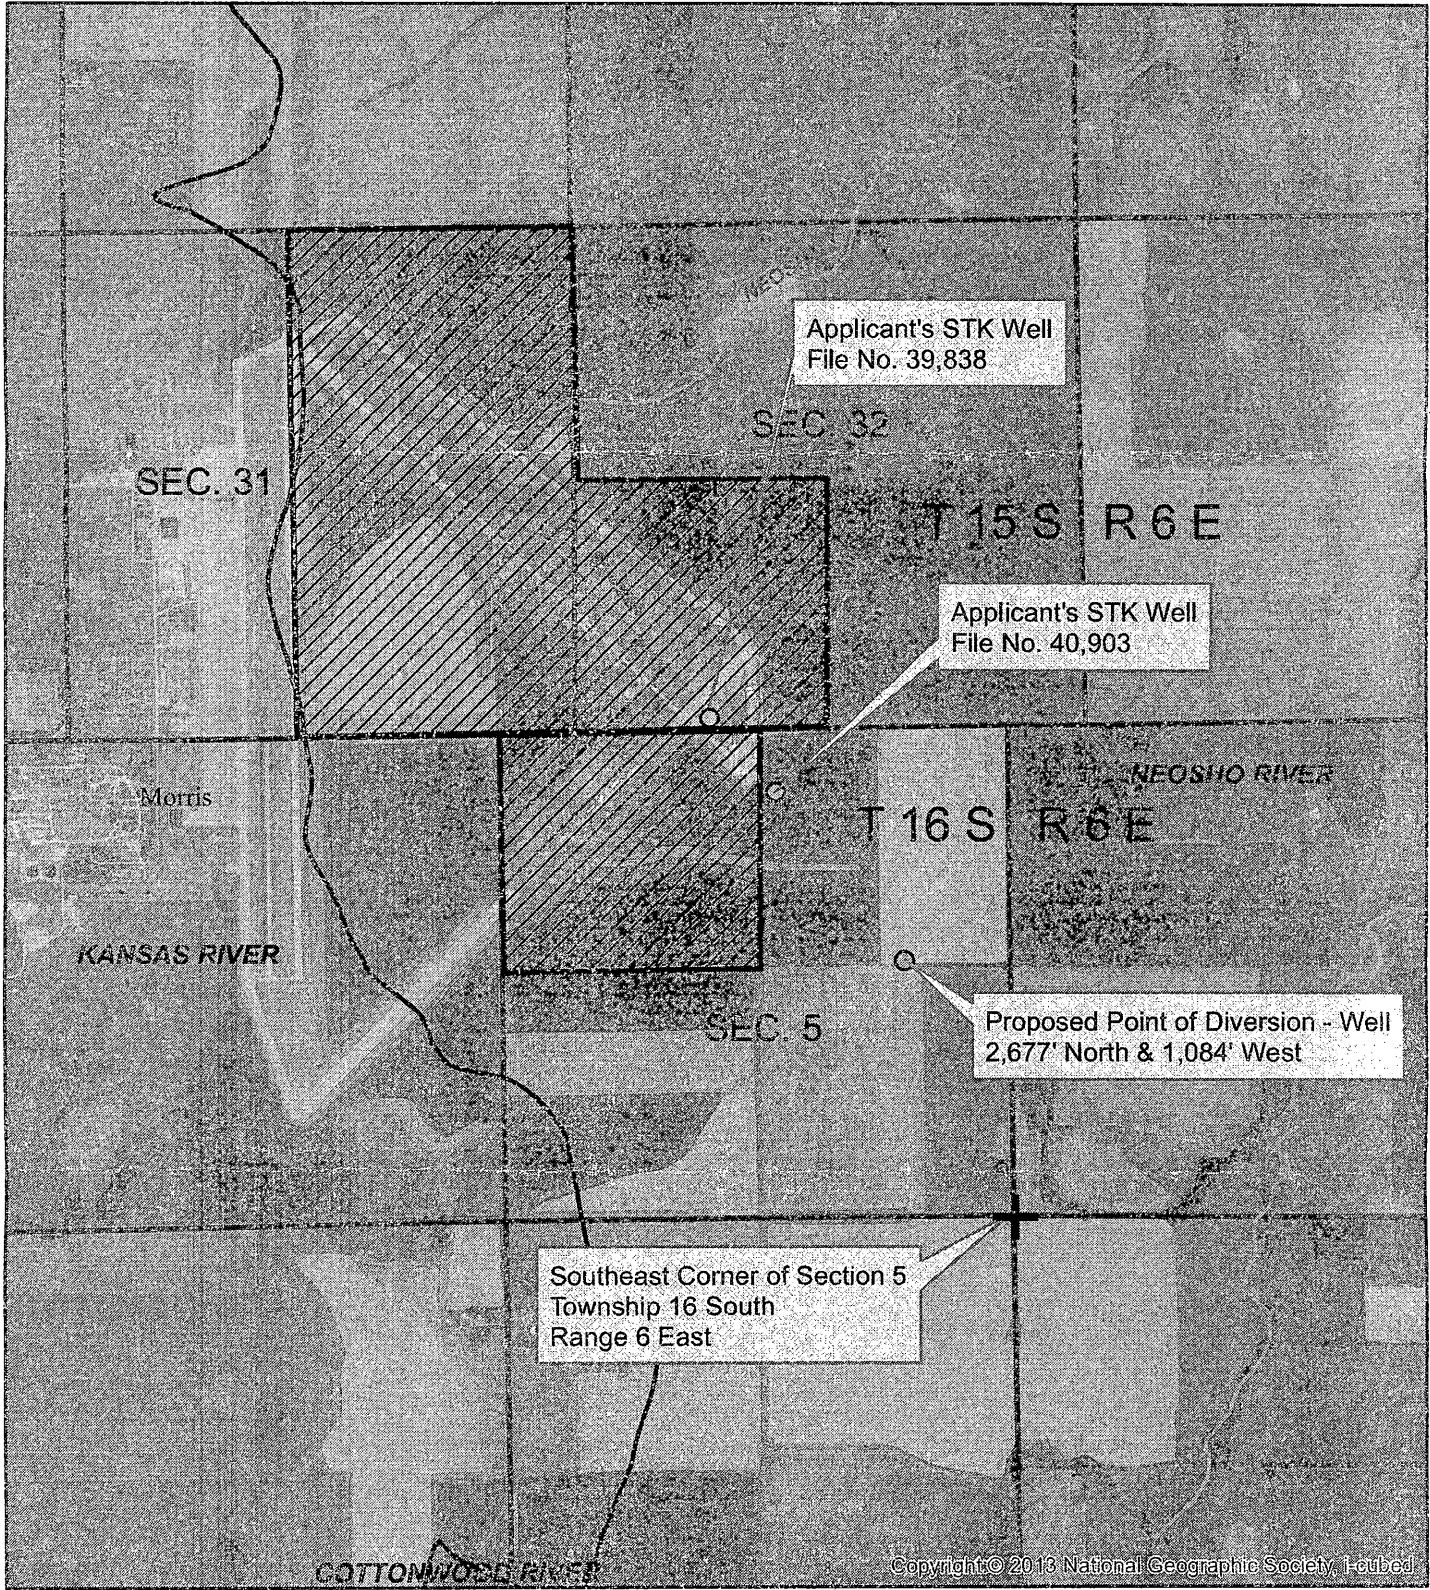 Applicant's STK Well
File No. 39,838
SEC. 32
SEC. 31
T 15 S R 6 E
Applicant's STK Well
File No. 40,903
NEOSHO RIVER
Morris
T 16 S R 6 E
KANSAS RIVER
Proposed Point of Diversion - Well
2,677' North & 1,084' West
SEC. 5
Southeast Corner of Section 5
Township 16 South
Range 6 East
COTTONWOOD RIVER
Copyright:© 2013 National Geographic Society, i-cubed